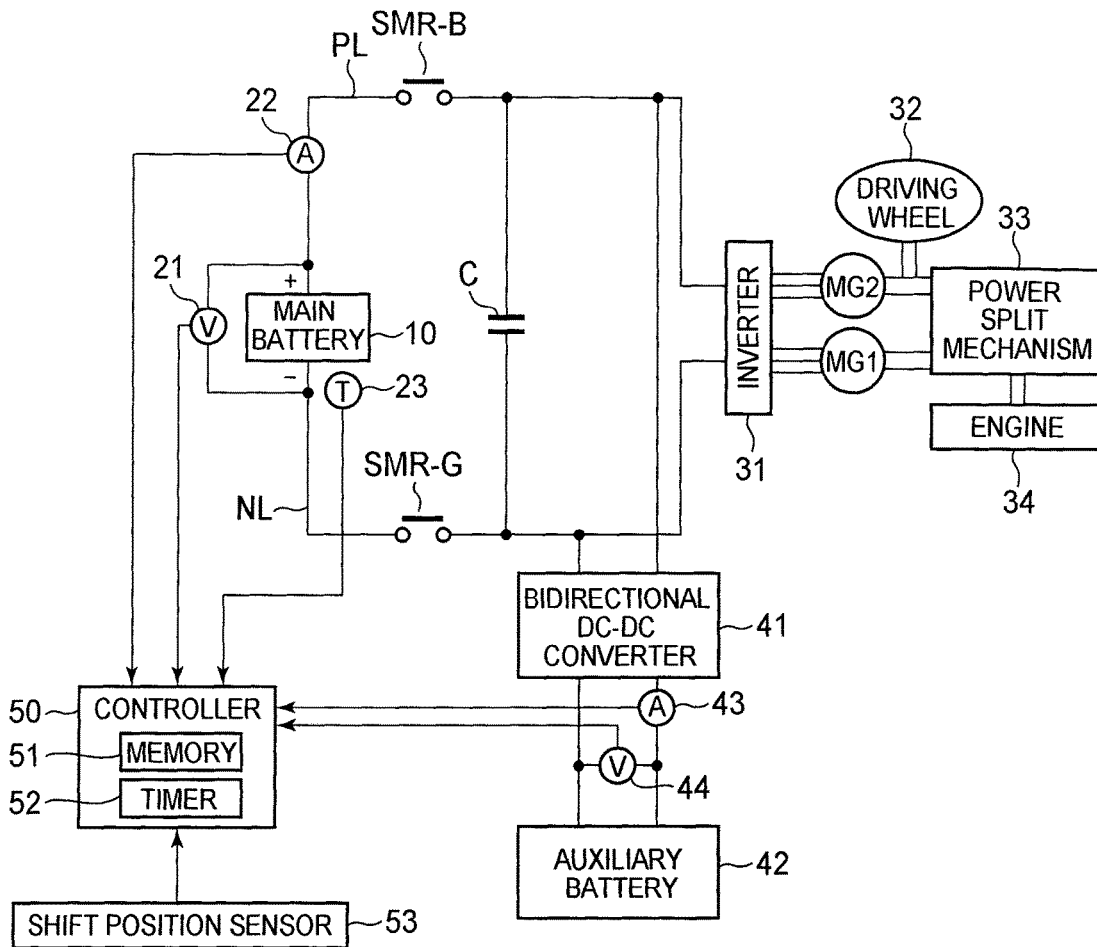 SMR-B
PL
22
A
32
DRIVING
WHEEL
33
21
V
+
MAIN
BATTERY
10
−
T
23
C
INVERTER
31
MG2
MG1
POWER
SPLIT
MECHANISM
ENGINE
34
SMR-G
NL
BIDIRECTIONAL
DC-DC
CONVERTER
41
50
CONTROLLER
51
MEMORY
52
TIMER
A
43
V
44
AUXILIARY
BATTERY
42
SHIFT POSITION SENSOR
53